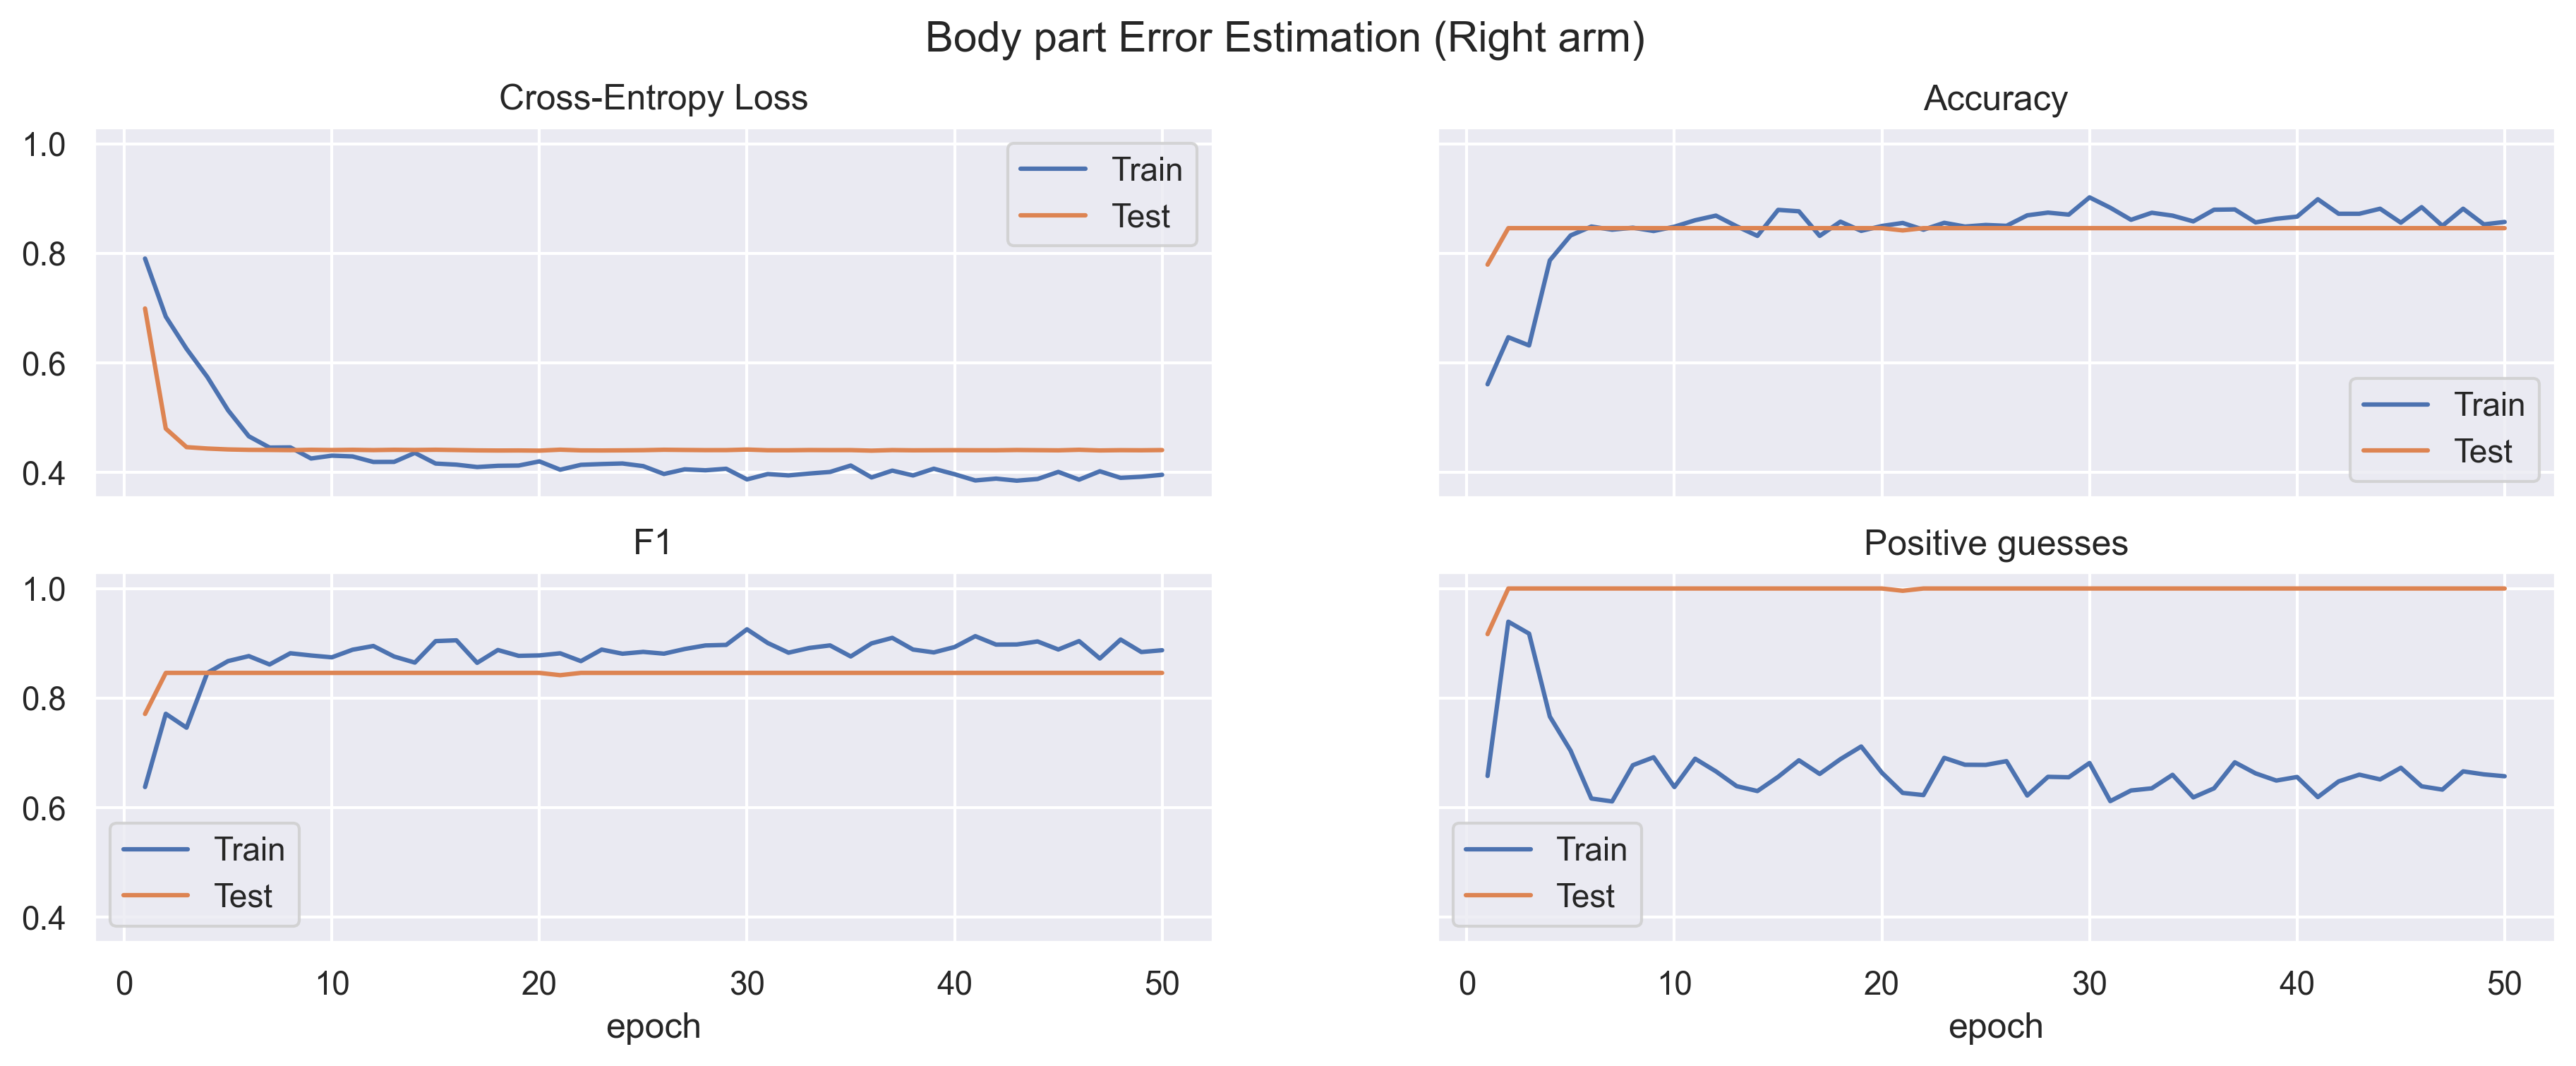 Body part Error Estimation (Right arm)
Cross-Entropy Loss
1.0
0.8
0.6
0.4
Train
Test
Accuracy
Train
Test
F1
1.0
0.8
0.6
0.4
Train
Test
0 10 20 30 40 50
epoch
Positive guesses
Train
Test
0 10 20 30 40 50
epoch